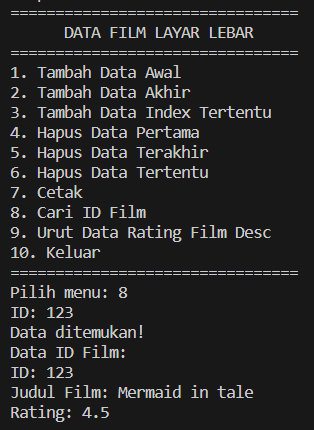 ================================
DATA FILM LAYAR LEBAR
================================
1. Tambah Data Awal
2. Tambah Data Akhir
3. Tambah Data Index Tertentu
4. Hapus Data Pertama
5. Hapus Data Terakhir
6. Hapus Data Tertentu
7. Cetak
8. Cari ID Film
9. Urut Data Rating Film Desc
10. Keluar
================================
Pilih menu: 8
ID: 123
Data ditemukan!
Data ID Film:
ID: 123
Judul Film: Mermaid in tale
Rating: 4.5